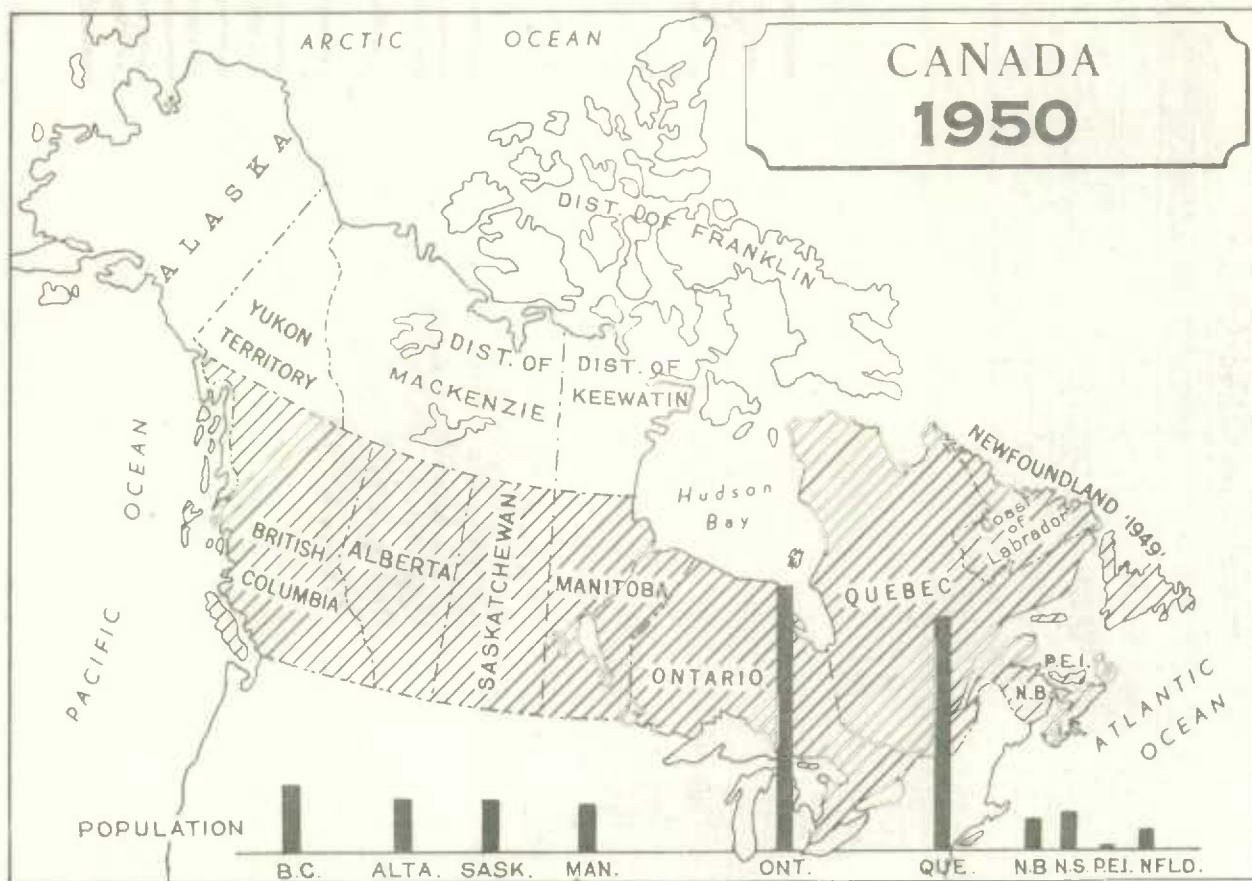 ARCTIC OCEAN
CANADA
1950
ALASKA
DIST. OF FRANKLIN
YUKON
TERRITORY
DIST. OF
MACKENZIE
DIST. OF
KEEWATIN
PACIFIC OCEAN
Hudson
Bay
NEWFOUNDLAND '1949'
Coast
of
Labrador
BRITISH
COLUMBIA
ALBERTA
SASKATCHEWAN
MANITOBA
ONTARIO
QUEBEC
P.E.I.
N.B
ATLANTIC
OCEAN
POPULATION
B.C. ALTA. SASK. MAN. ONT. QUE. N.B N.S. P.E.I. NFLD.